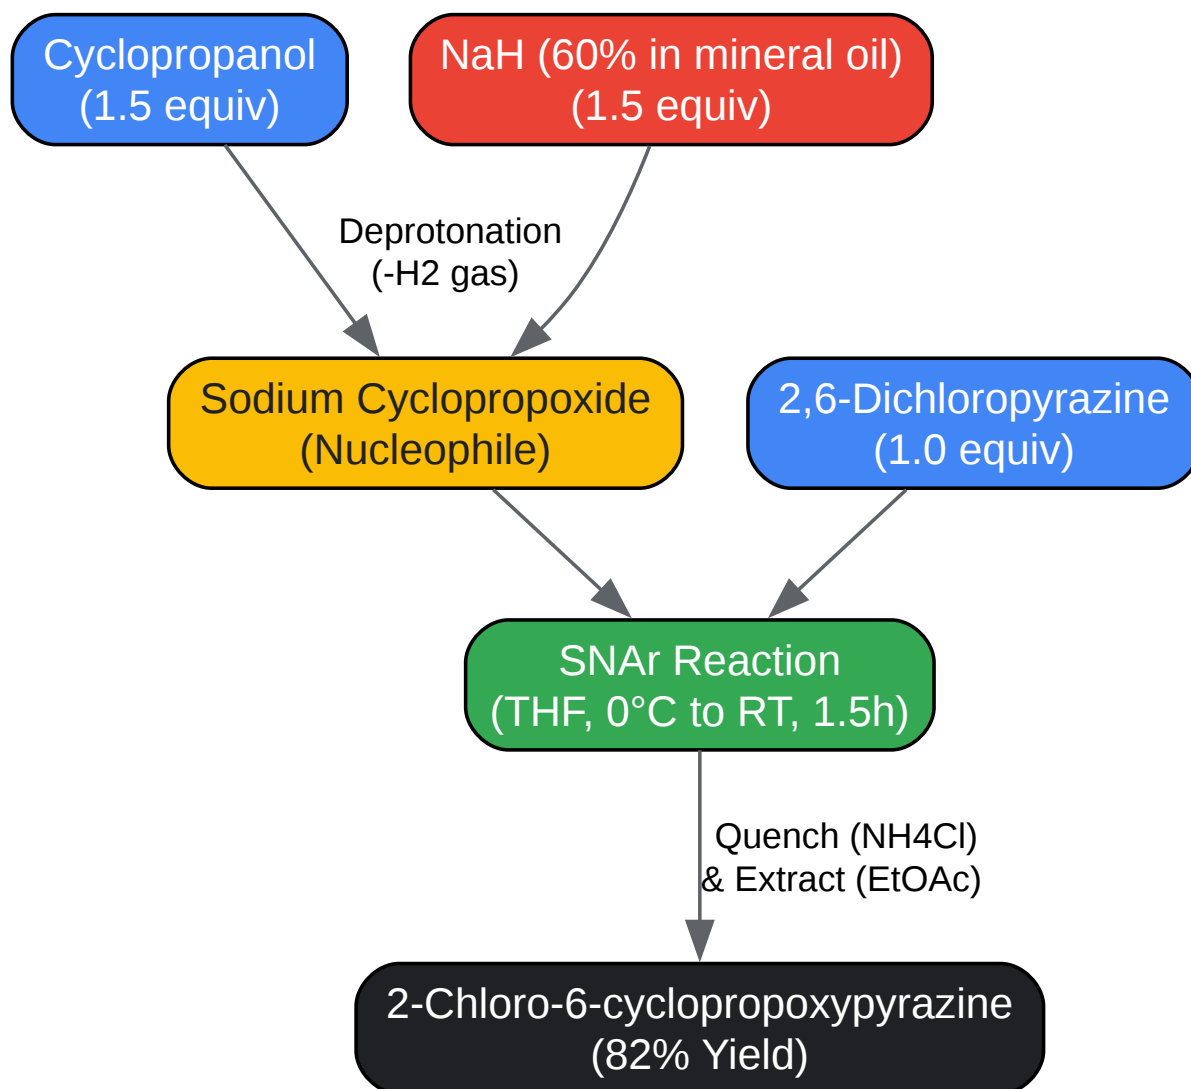 Cyclopropanol
(1.5 equiv)
NaH (60% in mineral oil)
(1.5 equiv)
Deprotonation
(-H2 gas)
Sodium Cyclopropoxide
(Nucleophile)
2,6-Dichloropyrazine
(1.0 equiv)
SNAr Reaction
(THF, 0°C to RT, 1.5h)
Quench (NH4Cl)
& Extract (EtOAc)
2-Chloro-6-cyclopropoxypyrazine
(82% Yield)